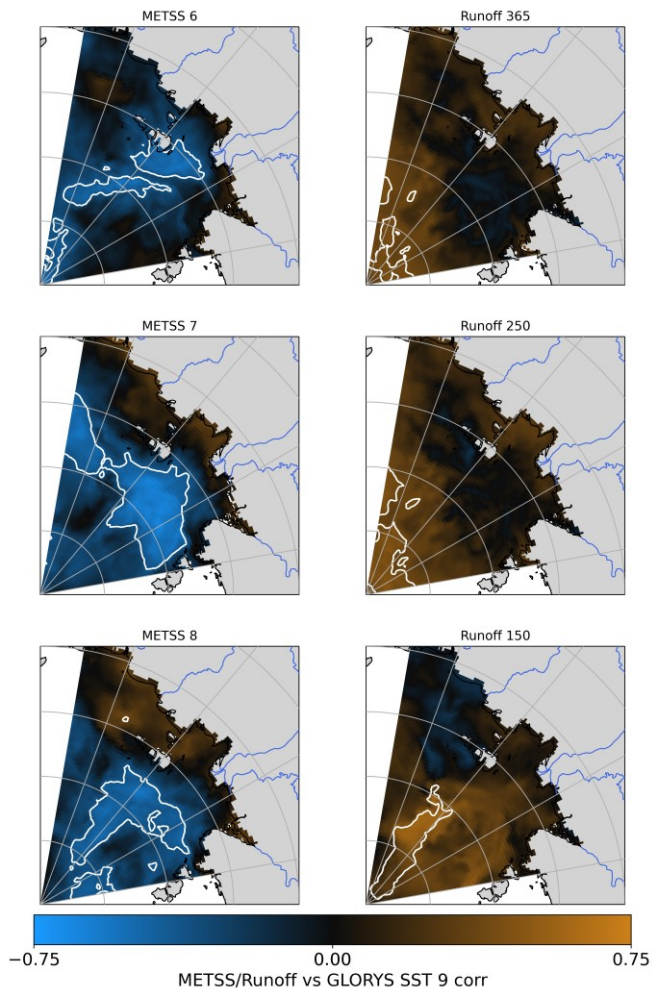 METSS 6
Runoff 365
METSS 7
Runoff 250
METSS 8
Runoff 150
−0.75
0.00
0.75
METSS/Runoff vs GLORYS SST 9 corr